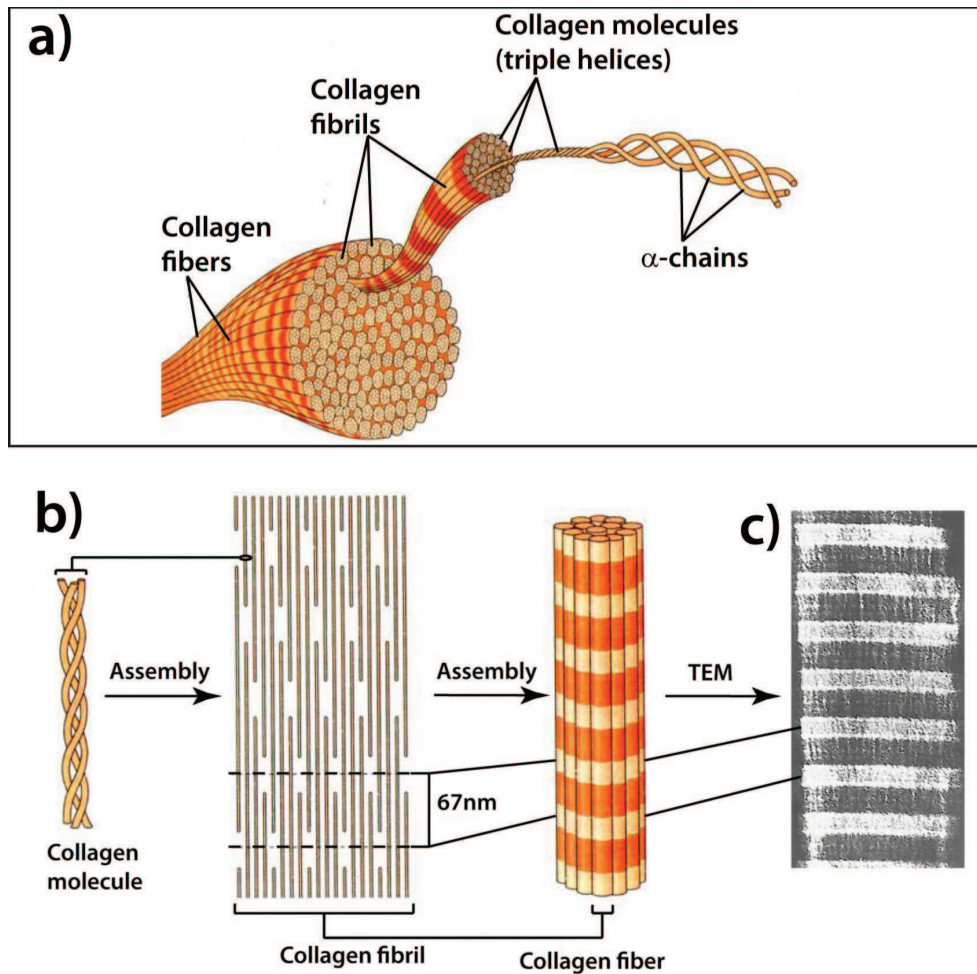 a)
Collagen molecules
(triple helices)
Collagen
fibrils
Collagen
fibers
α-chains
b)
c)
Assembly
Assembly
TEM
67nm
Collagen
molecule
Collagen fibril
Collagen fiber